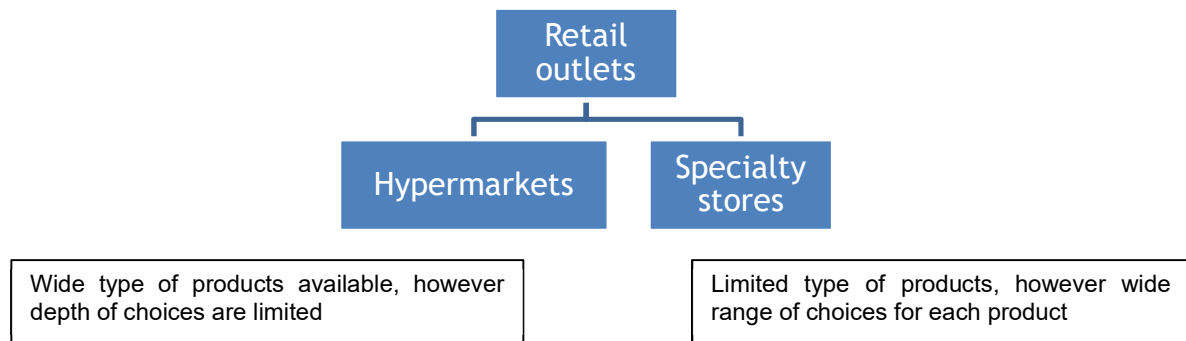 Retail
outlets
Hypermarkets
Specialty
stores
Wide type of products available, however
depth of choices are limited
Limited type of products, however wide
range of choices for each product